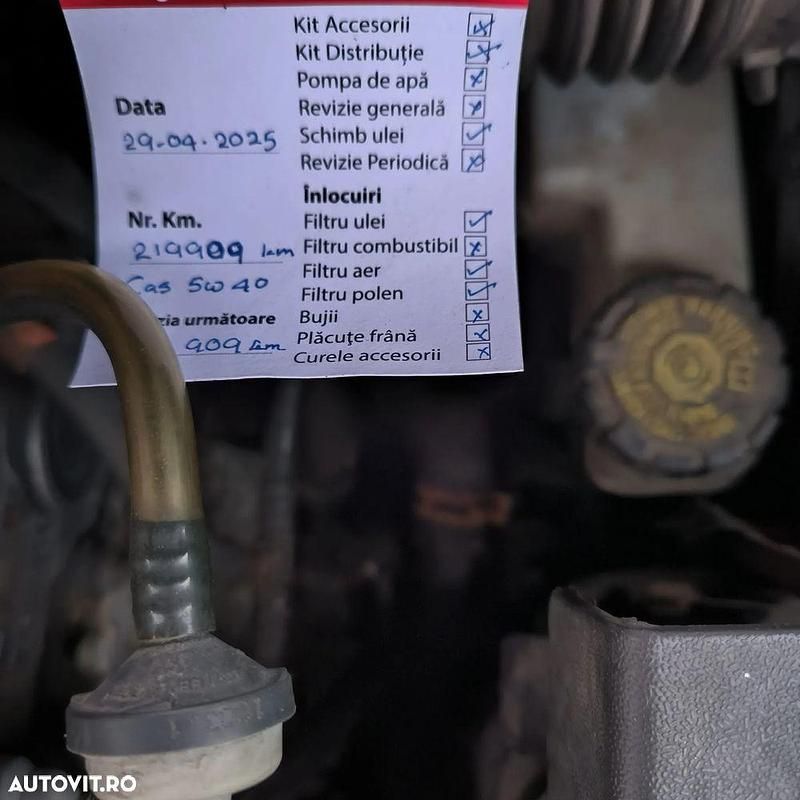 Kit Accesorii
Kit Distribuție
Pompa de apă
Data
Revizie generală
29-04-2025
Schimb ulei
Revizie Periodică
Înlocuiri
Nr. Km.
Filtru ulei
219909 km
Filtru combustibil
Cas 5w40
Filtru aer
Filtru polen
zia următoare
Bujii
909 km
Plăcuțe frână
Curele accesorii
AUTOVIT.RO